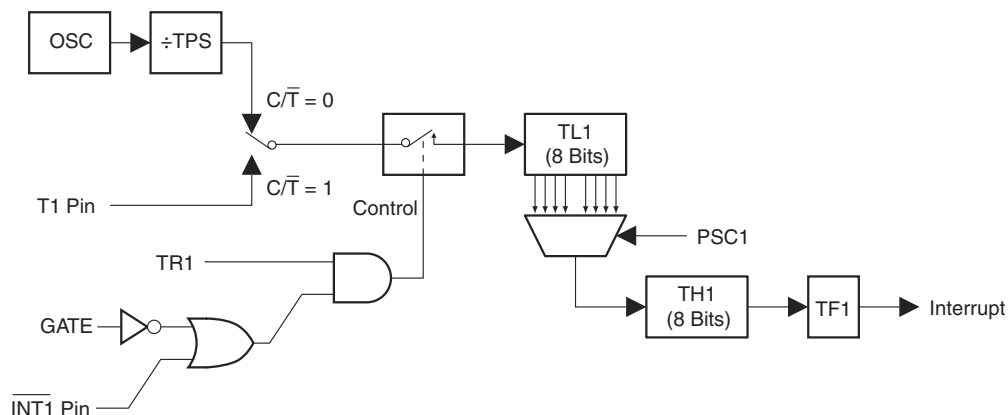 OSC
÷TPS
C/T̅ = 0
TL1
(8 Bits)
C/T̅ = 1
T1 Pin
Control
PSC1
TR1
TH1
(8 Bits)
TF1
Interrupt
GATE
I̅N̅T̅1̅ Pin